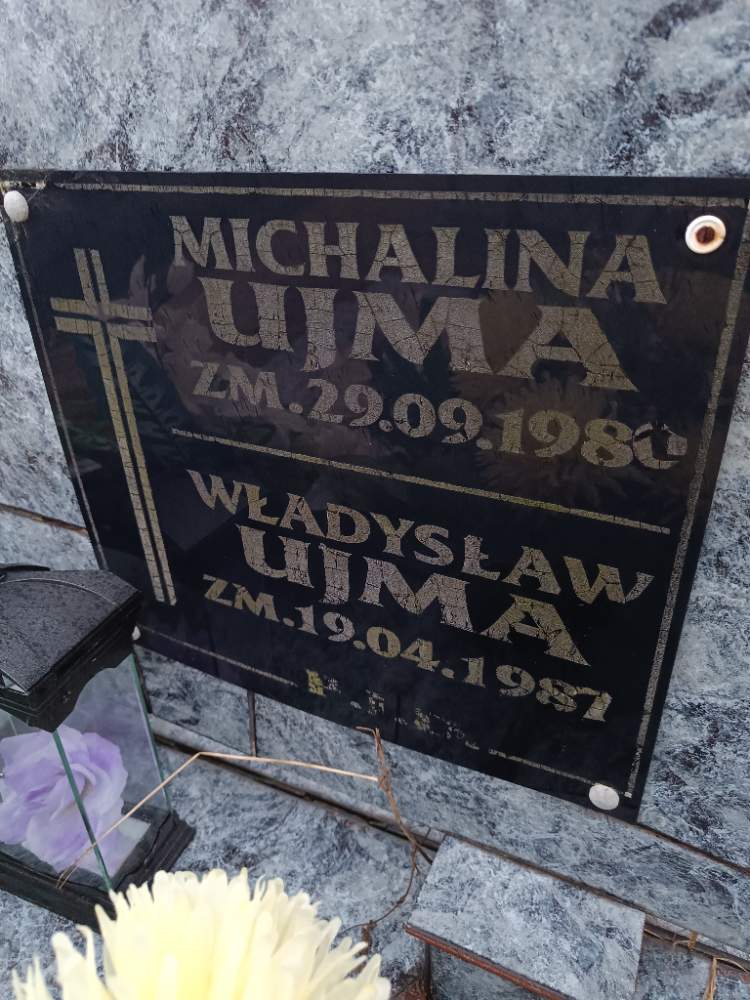 MICHALINA
UJMA
ZM.29.09.1980
WŁADYSŁAW
UJMA
ZM.19.04.1987